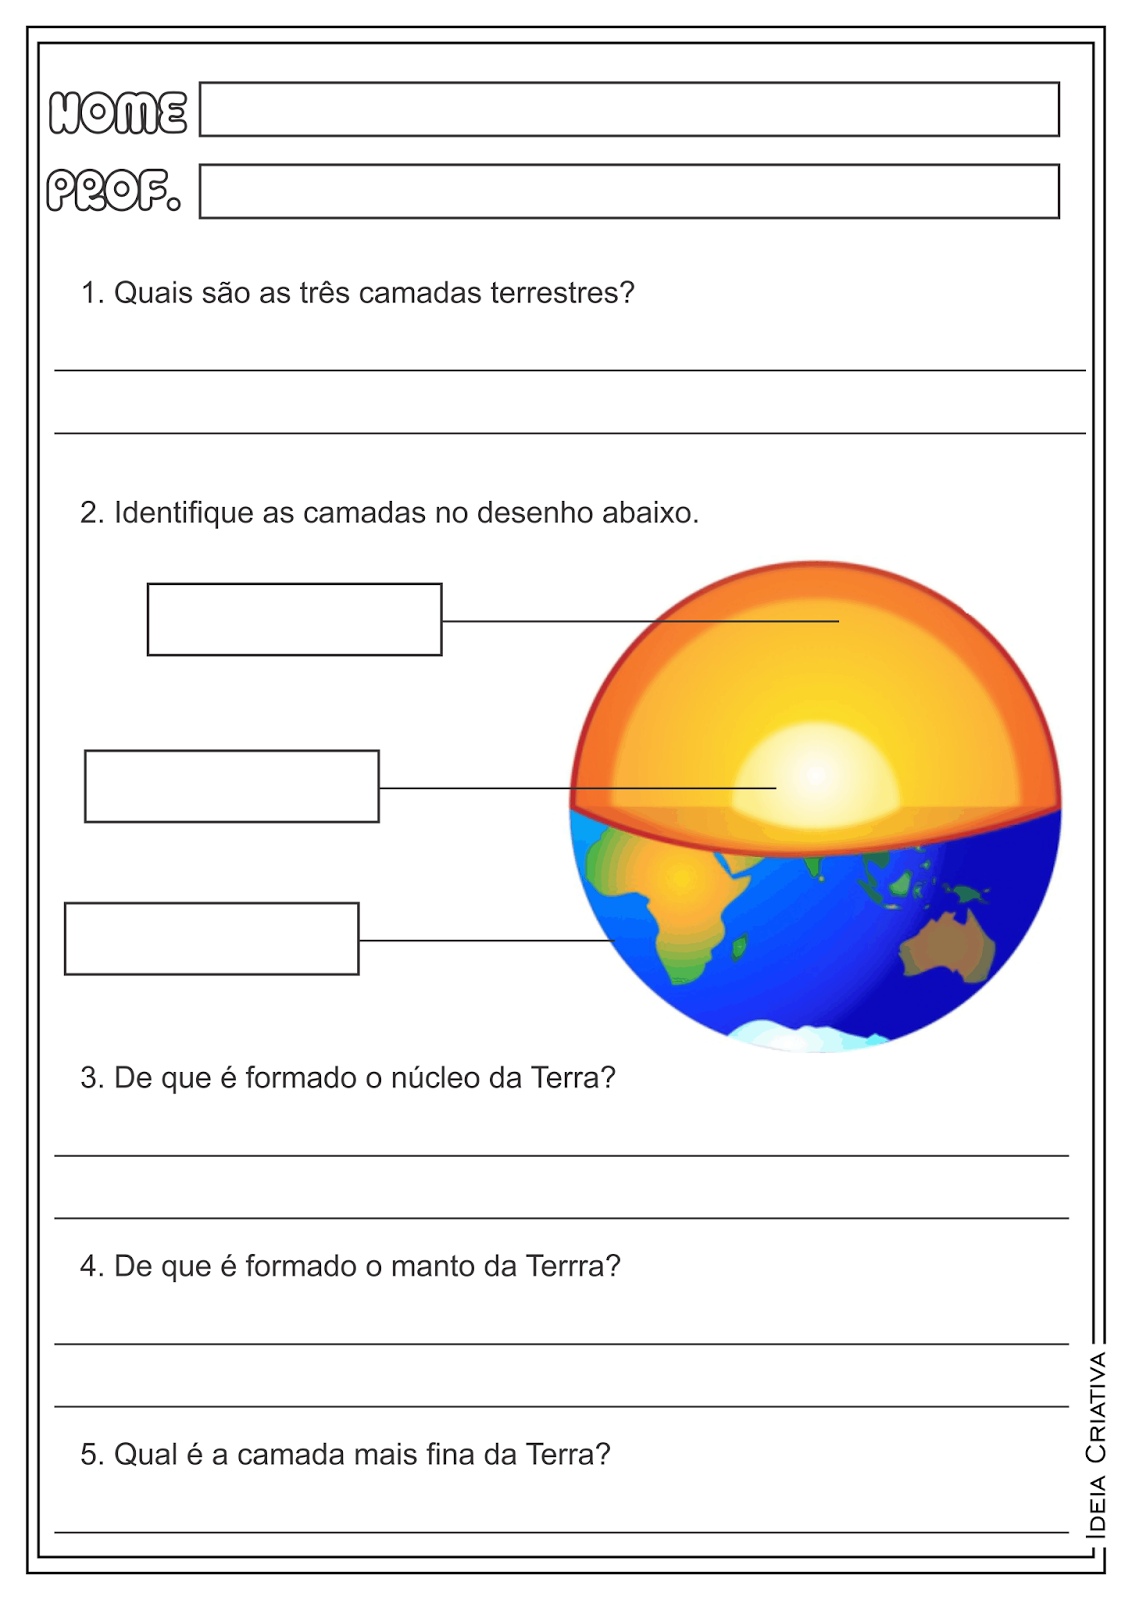 NOME
PROF.
1. Quais são as três camadas terrestres?
2. Identifique as camadas no desenho abaixo.
3. De que é formado o núcleo da Terra?
4. De que é formado o manto da Terrra?
5. Qual é a camada mais fina da Terra?
IDEIA CRIATIVA